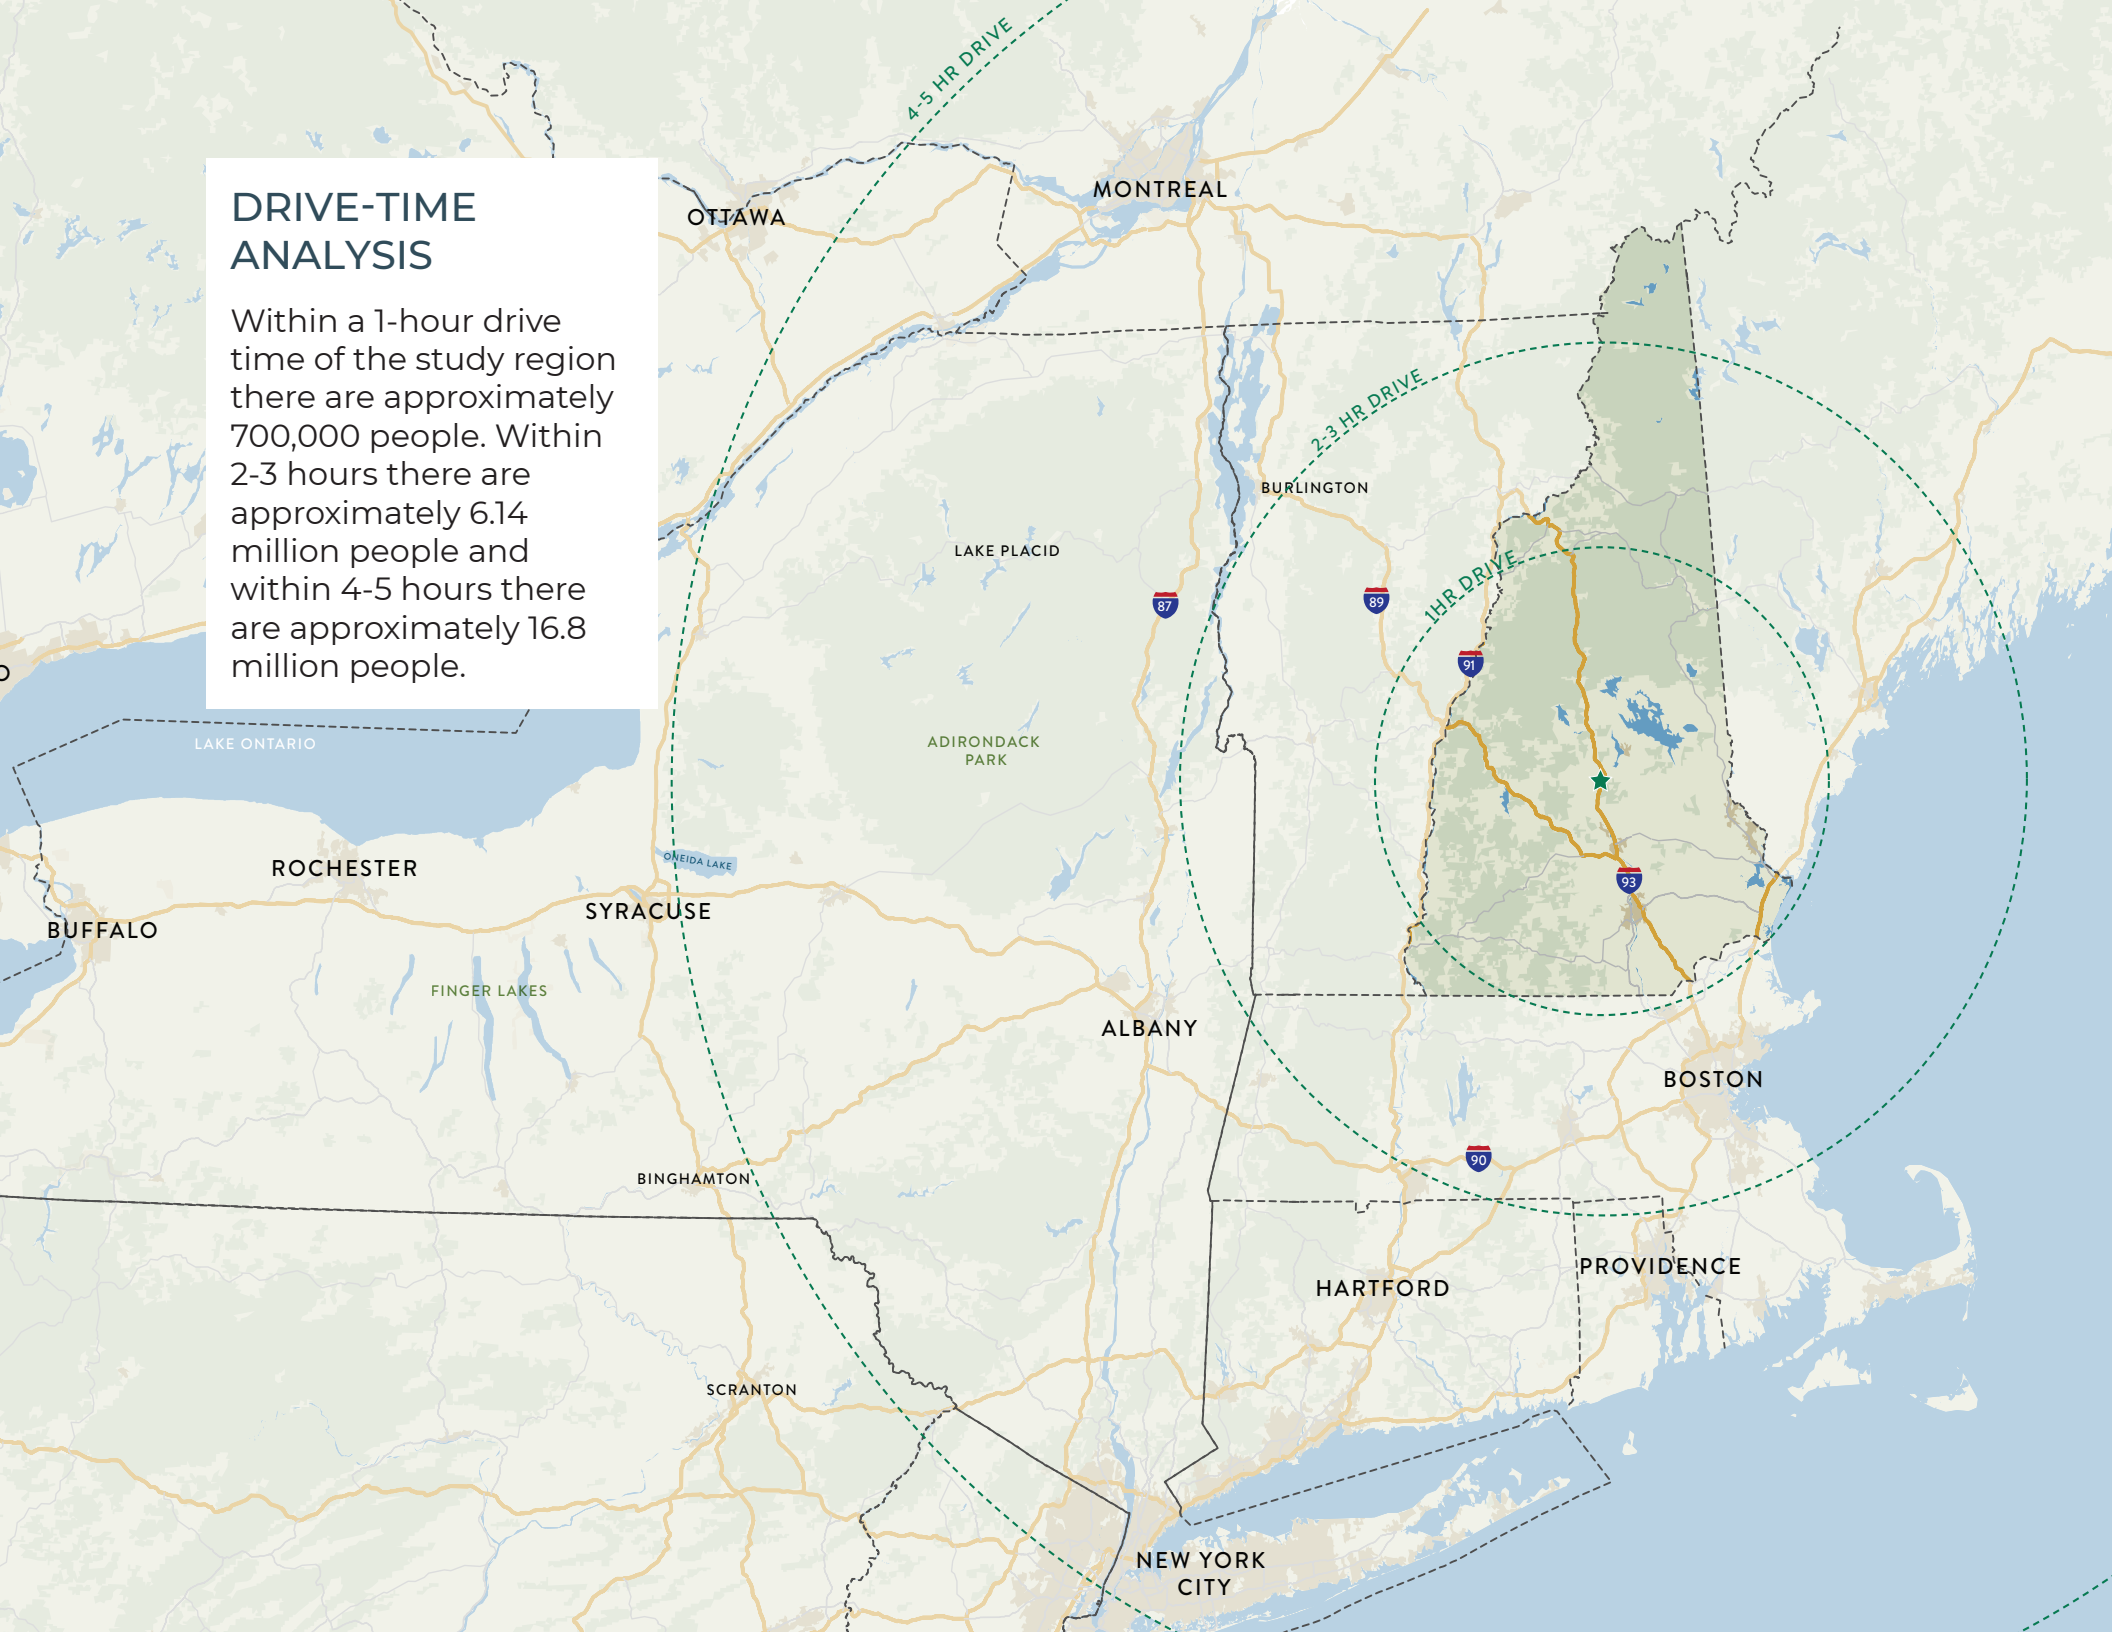 4-5 HR DRIVE
MONTREAL
OTTAWA
DRIVE-TIME
ANALYSIS
Within a 1-hour drive
time of the study region
there are approximately
700,000 people. Within
2-3 hours there are
approximately 6.14
million people and
within 4-5 hours there
are approximately 16.8
million people.
2-3 HR DRIVE
BURLINGTON
LAKE PLACID
1HR DRIVE
87
89
91
O
LAKE ONTARIO
ADIRONDACK
PARK
ONEIDA LAKE
ROCHESTER
93
SYRACUSE
BUFFALO
FINGER LAKES
ALBANY
BOSTON
90
BINGHAMTON
PROVIDENCE
HARTFORD
SCRANTON
NEW YORK
CITY